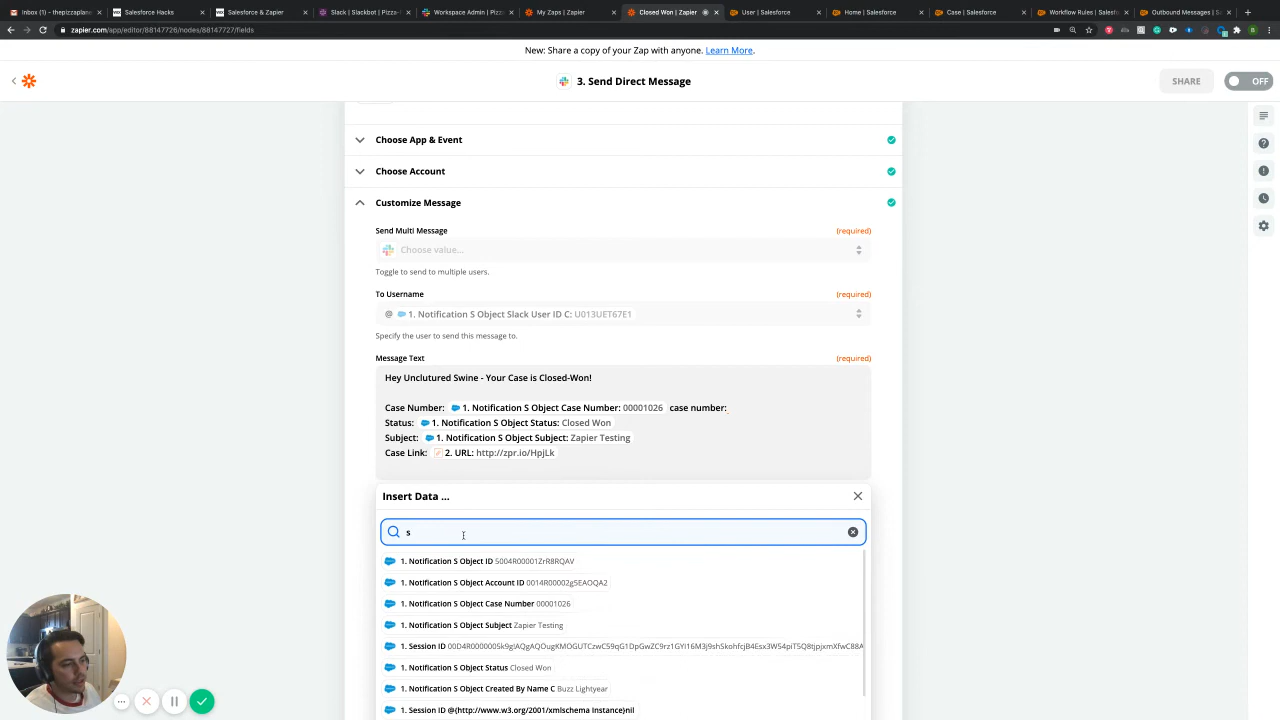 Inbox (1) - thepizzaplan
Salesforce Hacks
Salesforce & Zapier
Slack | Slackbot | Pizza-
Workspace Admin | Pizz
My Zaps | Zapier
Closed Won | Zapier
User | Salesforce
Home | Salesforce
Case | Salesforce
Workflow Rules | Salesf
Outbound Messages | S
zapier.com/app/editor/88147726/nodes/88147727/fields
New: Share a copy of your Zap with anyone. Learn More.
3. Send Direct Message
SHARE
OFF
Choose App & Event
Choose Account
Customize Message
Send Multi Message
(required)
Choose value...
Toggle to send to multiple users.
To Username
(required)
@ 1. Notification S Object Slack User ID C: U013UET67E1
Specify the user to send this message to.
Message Text
(required)
Hey Unclutured Swine - Your Case is Closed-Won!
Case Number: 1. Notification S Object Case Number: 00001026 case number:
Status: 1. Notification S Object Status: Closed Won
Subject: 1. Notification S Object Subject: Zapier Testing
Case Link: 2. URL: http://zpr.io/HpjLk
Insert Data ...
s
1. Notification S Object ID 5004R00001ZrR8RQAV
1. Notification S Object Account ID 0014R00002g5EAOQA2
1. Notification S Object Case Number 00001026
1. Notification S Object Subject Zapier Testing
1. Session ID
1. Notification S Object Status Closed Won
1. Notification S Object Created By Name C Buzz Lightyear
1. Session ID @{http://www.w3.org/2001/xmlschema Instance}nil